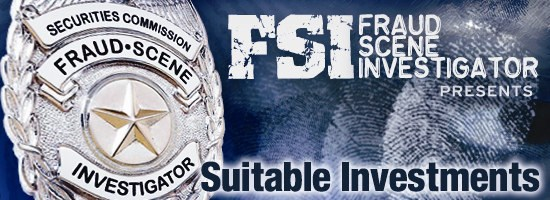 SECURITIES COMMISSION
FRAUD•SCENE
INVESTIGATOR
FSI FRAUD
SCENE
INVESTIGATOR
PRESENTS
Suitable Investments